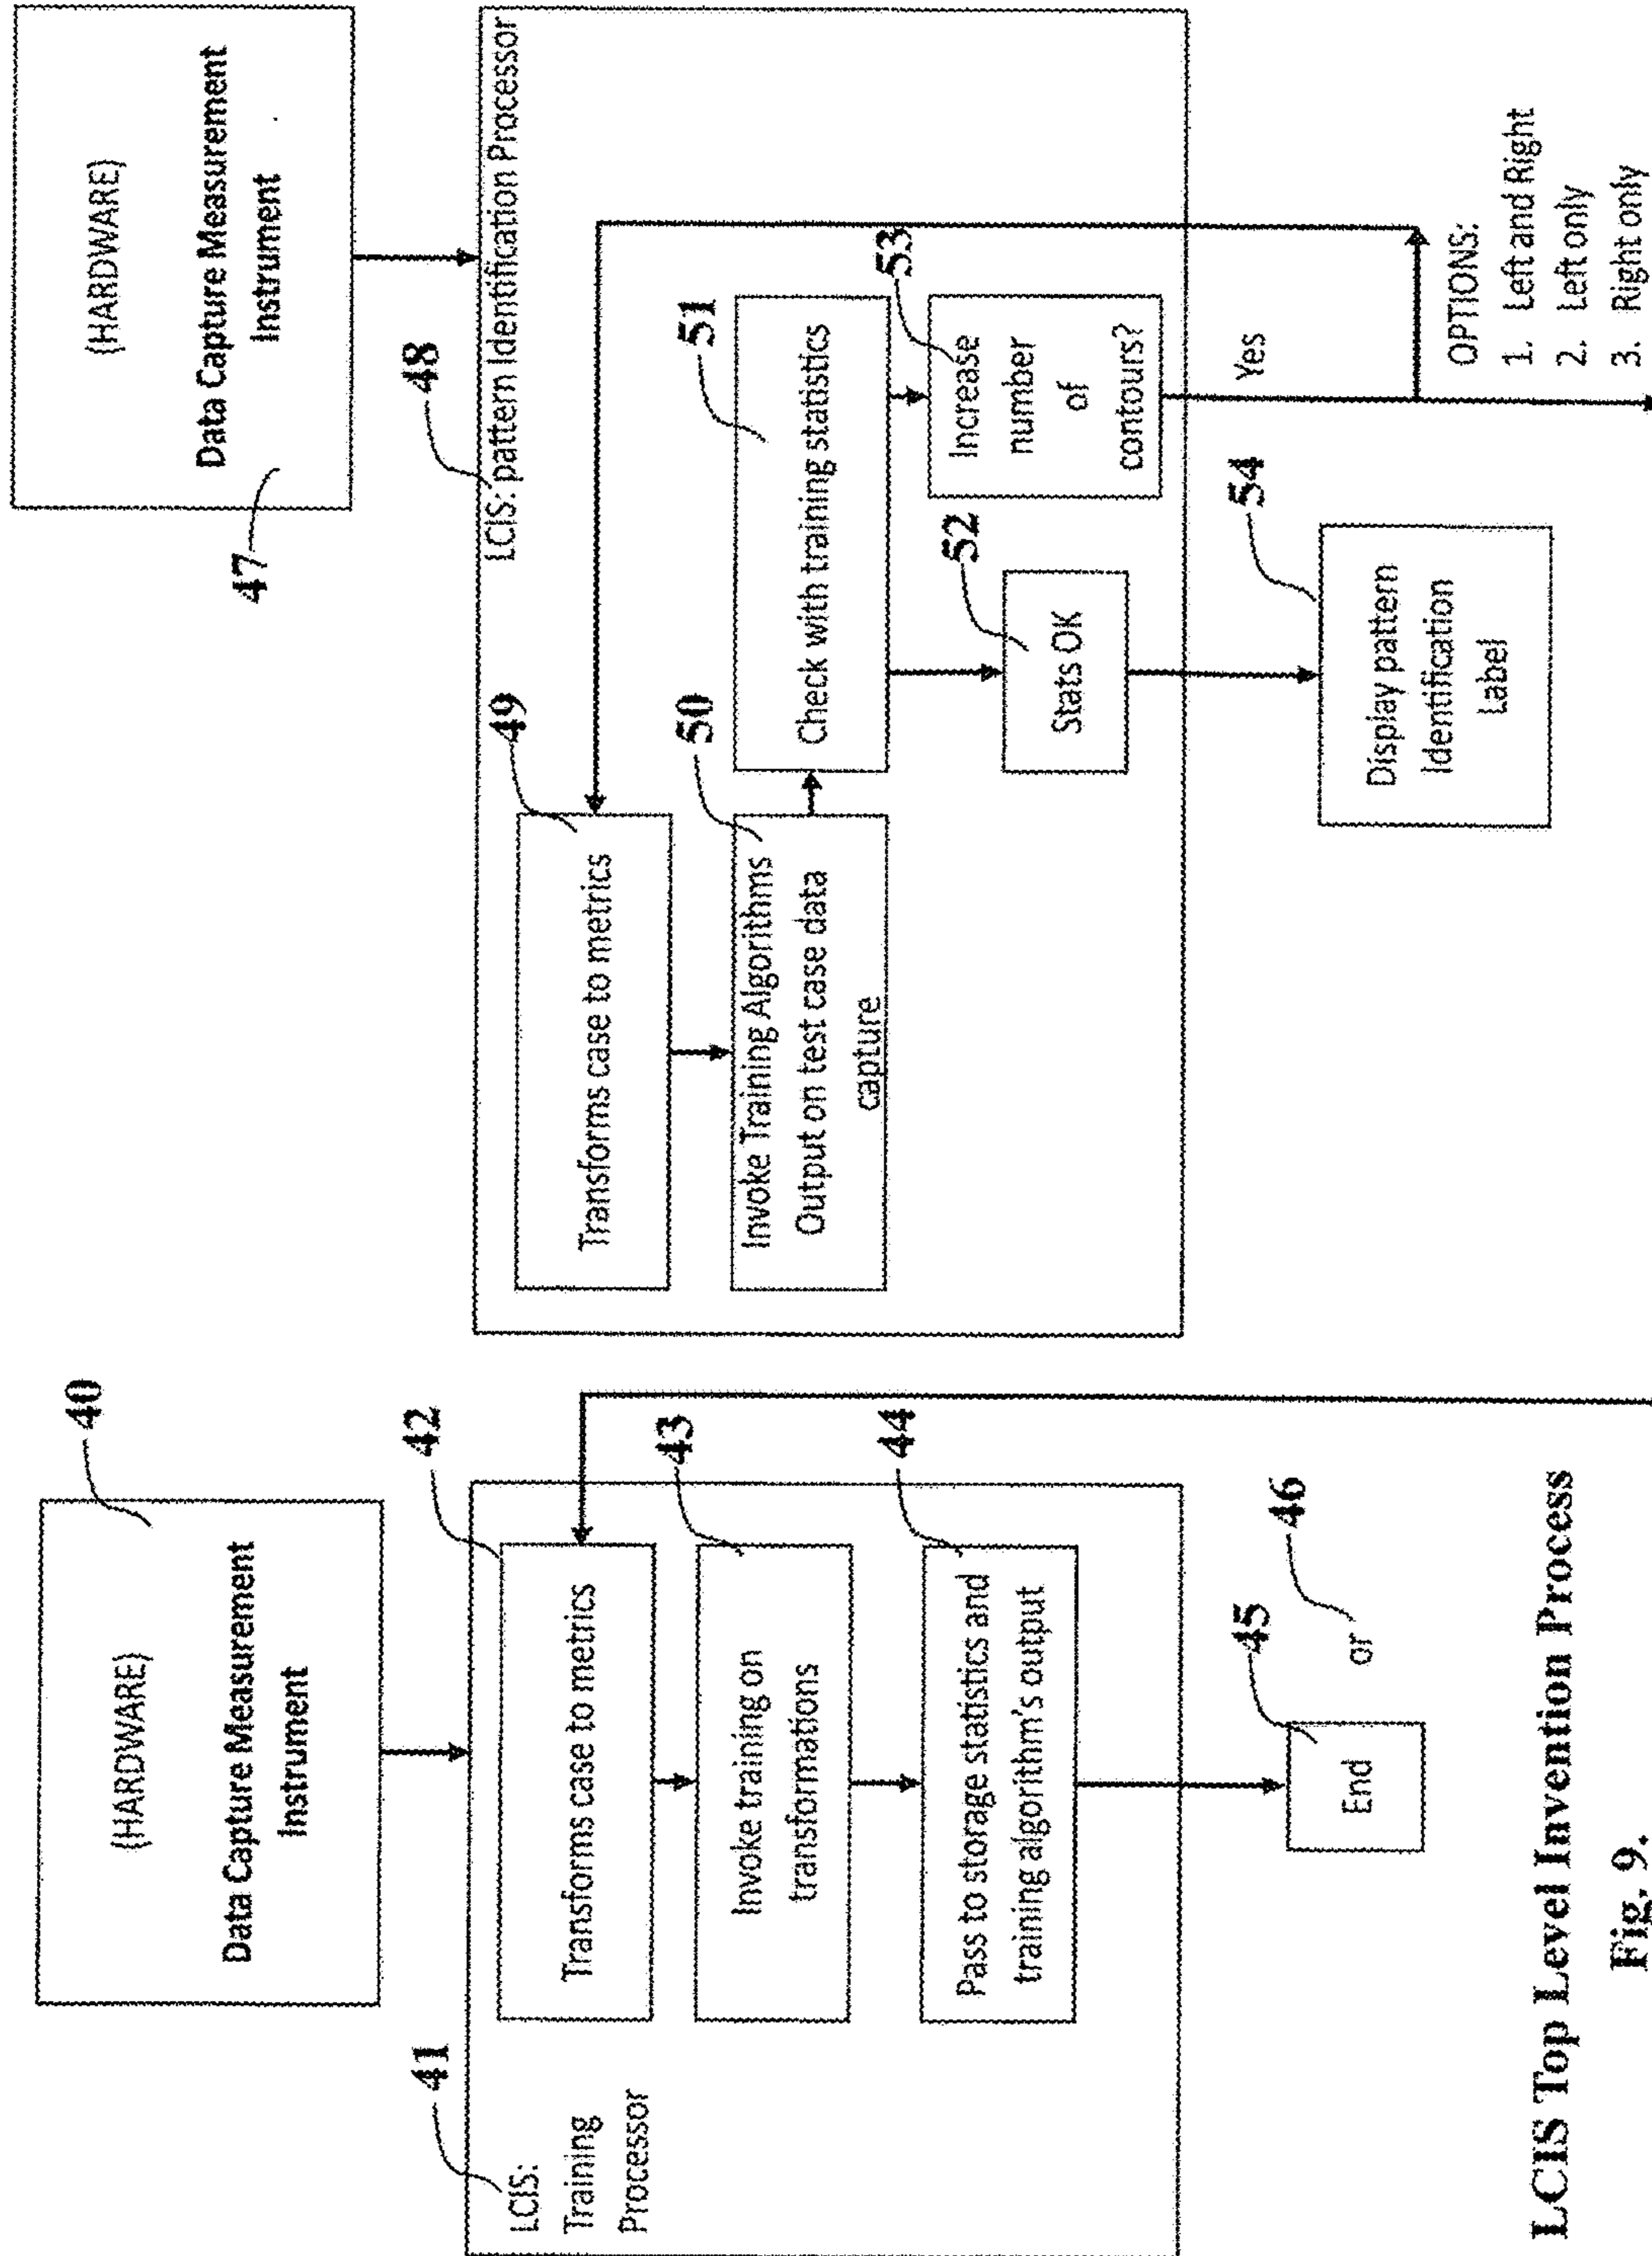 40
{HARDWARE}
Data Capture Measurement
Instrument
41
LCIS:
Training
Processor
42
Transforms case to metrics
43
Invoke training on
transformations
44
Pass to storage statistics and
training algorithm's output
45
End
or
46
47
{HARDWARE}
Data Capture Measurement
Instrument
48
LCIS: pattern Identification Processor
49
Transforms case to metrics
50
Invoke Training Algorithms
Output on test case data
capture
51
Check with training statistics
52
Stats OK
53
Increase
number
of
contours?
54
Display pattern
Identification
Label
Yes
OPTIONS:
1. Left and Right
2. Left only
3. Right only
LCIS Top Level Invention Process
Fig. 9.